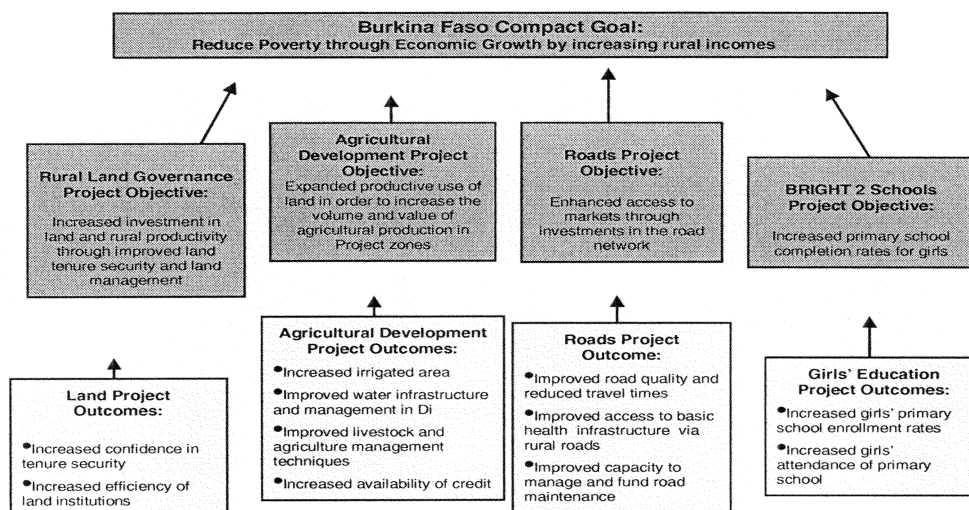 Burkina Faso Compact Goal:
Reduce Poverty through Economic Growth by increasing rural incomes
Rural Land Governance
Project Objective:
Increased investment in
land and rural productivity
through improved land
tenure security and land
management
Agricultural
Development Project
Objective:
Expanded productive use of
land in order to increase the
volume and value of
agricultural production in
Project zones
Roads Project
Objective:
Enhanced access to
markets through
investments in the road
network
BRIGHT 2 Schools
Project Objective:
Increased primary school
completion rates for girls
Land Project
Outcomes:
•Increased confidence in
tenure security
•Increased efficiency of
land institutions
Agricultural Development
Project Outcomes:
•Increased irrigated area
•Improved water infrastructure
and management in Di
•Improved livestock and
agriculture management
techniques
•Increased availability of credit
Roads Project
Outcome:
•Improved road quality and
reduced travel times
•Improved access to basic
health infrastructure via
rural roads
•Improved capacity to
manage and fund road
maintenance
Girls' Education
Project Outcomes:
•Increased girls' primary
school enrollment rates
•Increased girls'
attendance of primary
school